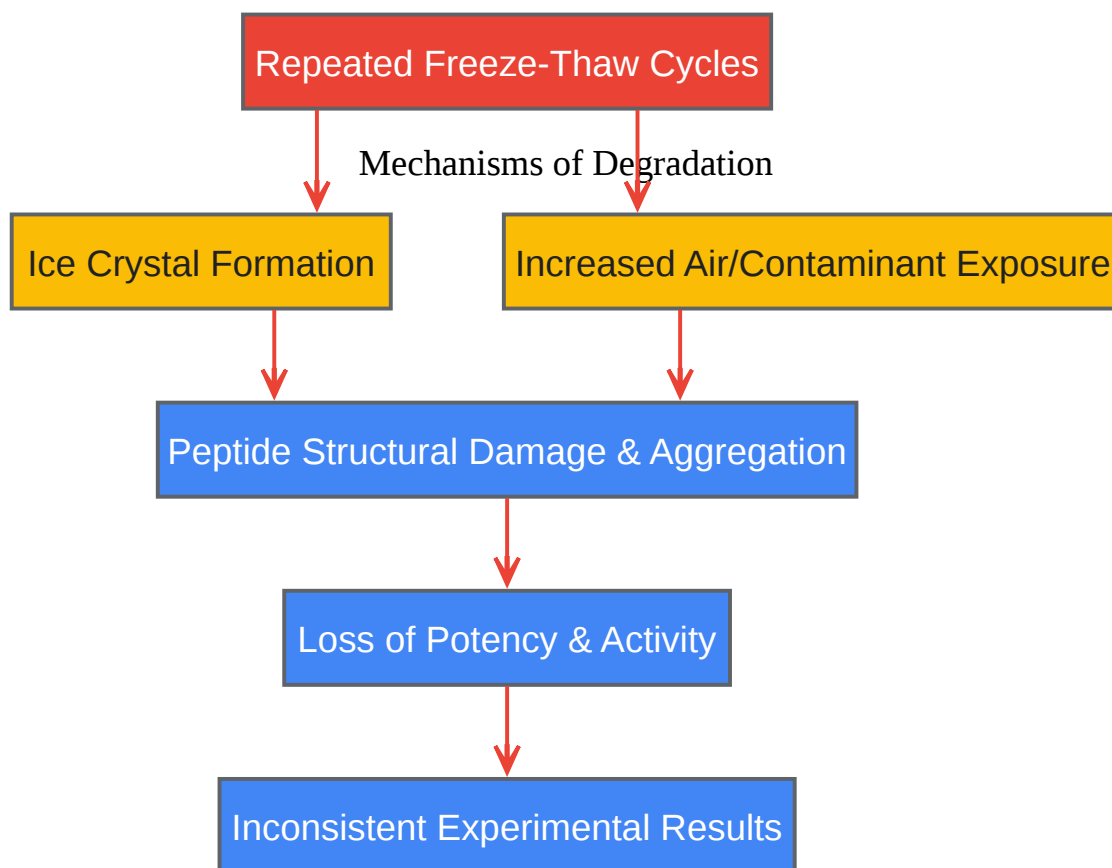 Repeated Freeze-Thaw Cycles
Mechanisms of Degradation
Ice Crystal Formation
Increased Air/Contaminant Exposure
Peptide Structural Damage & Aggregation
Loss of Potency & Activity
Inconsistent Experimental Results